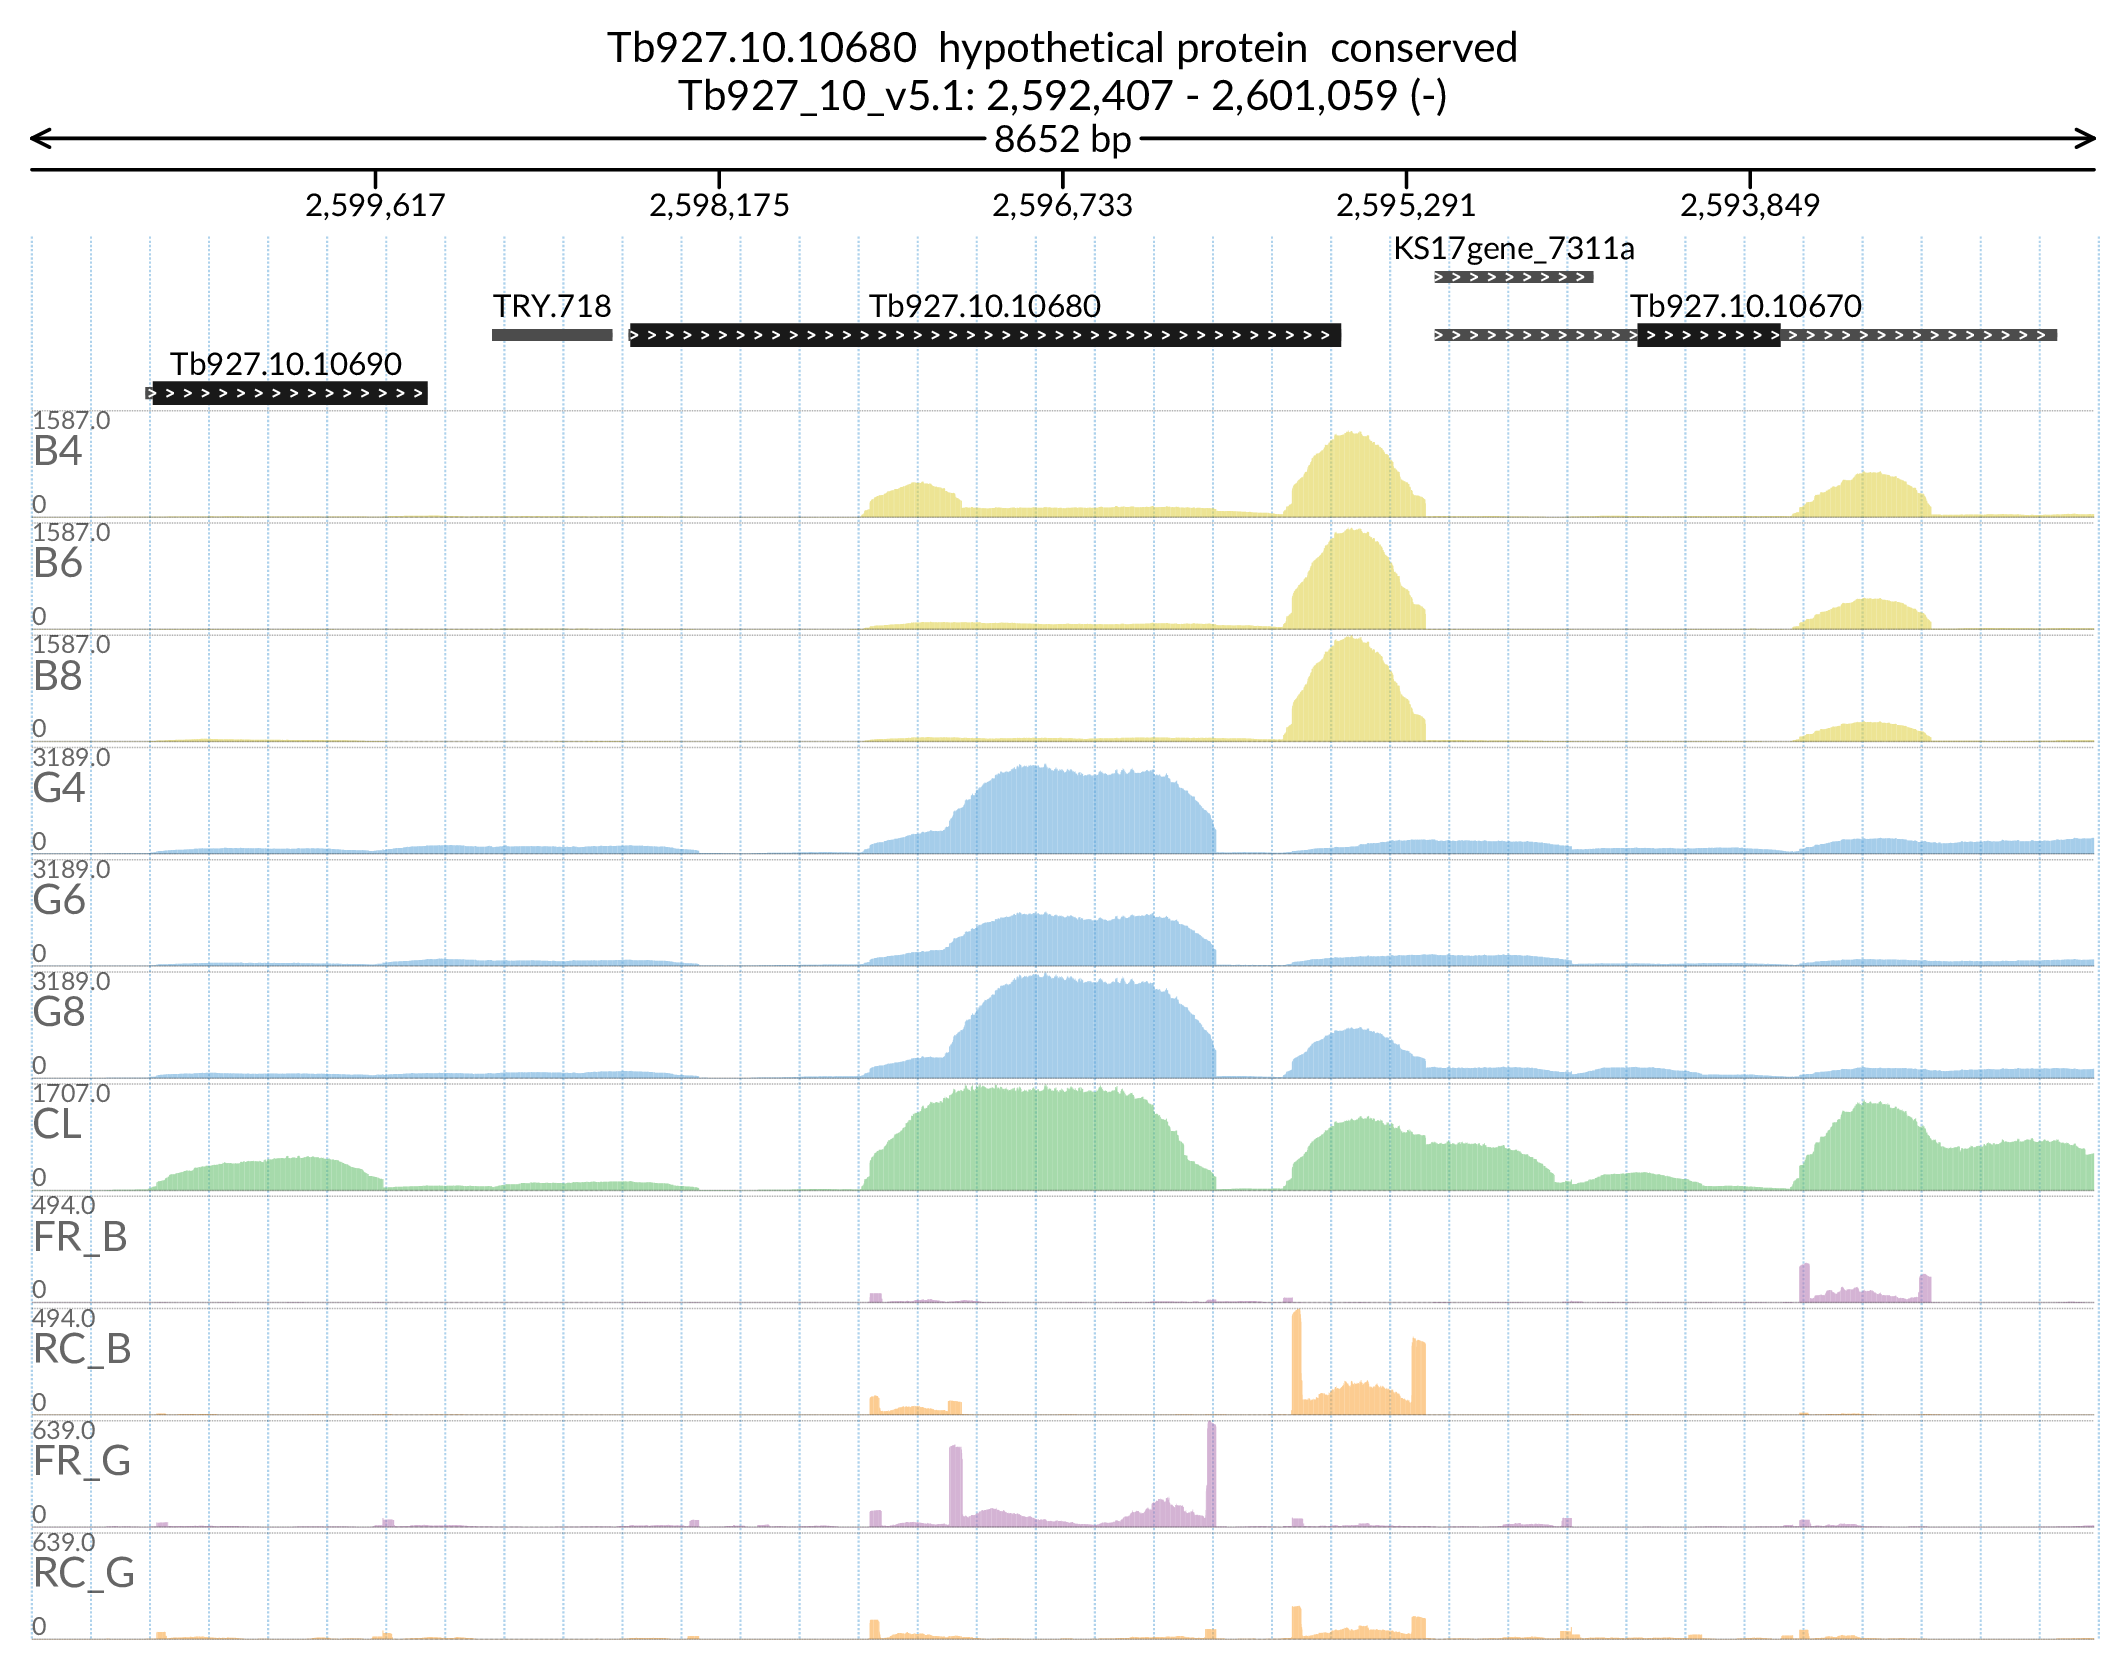 Tb927.10.10680  hypothetical protein  conserved
Tb927_10_v5.1: 2,592,407 - 2,601,059 (-)
8652 bp
2,599,617 2,598,175 2,596,733 2,595,291 2,593,849
KS17gene_7311a
TRY.718 Tb927.10.10680 Tb927.10.10670
Tb927.10.10690
1587.0
B4
0
1587.0
B6
0
1587.0
B8
0
3189.0
G4
0
3189.0
G6
0
3189.0
G8
0
1707.0
CL
0
494.0
FR_B
0
494.0
RC_B
0
639.0
FR_G
0
639.0
RC_G
0